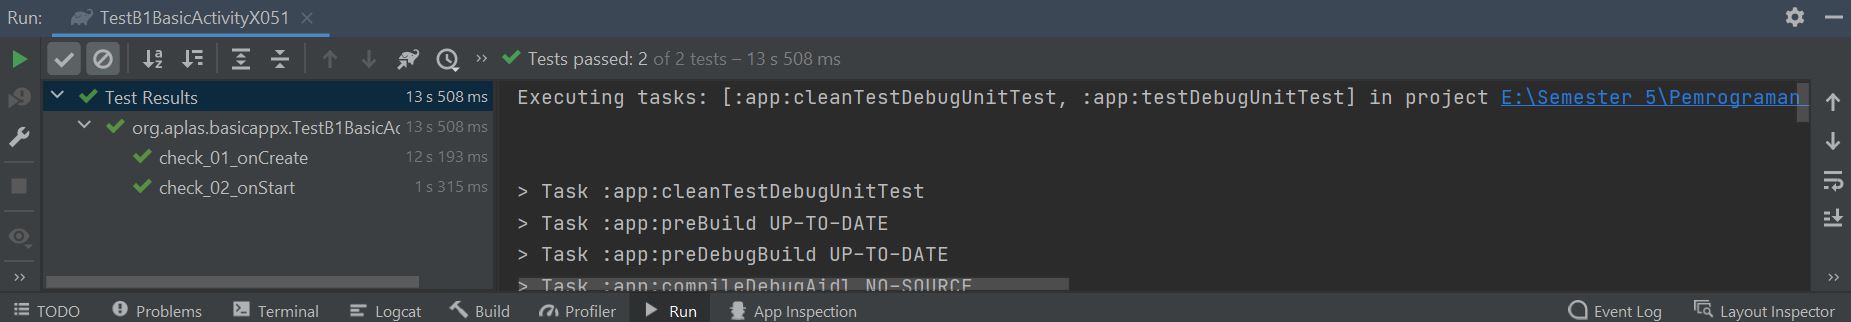 Run: TestB1BasicActivityX051
Tests passed: 2 of 2 tests – 13 s 508 ms
Test Results 13 s 508 ms
org.aplas.basicappx.TestB1BasicAc 13 s 508 ms
check_01_onCreate 12 s 193 ms
check_02_onStart 1 s 315 ms
Executing tasks: [:app:cleanTestDebugUnitTest, :app:testDebugUnitTest] in project E:\Semester 5\Pemrograman
> Task :app:cleanTestDebugUnitTest
> Task :app:preBuild UP-TO-DATE
> Task :app:preDebugBuild UP-TO-DATE
> Task :app:compileDebugAidl NO-SOURCE
TODO Problems Terminal Logcat Build Profiler Run App Inspection Event Log Layout Inspector